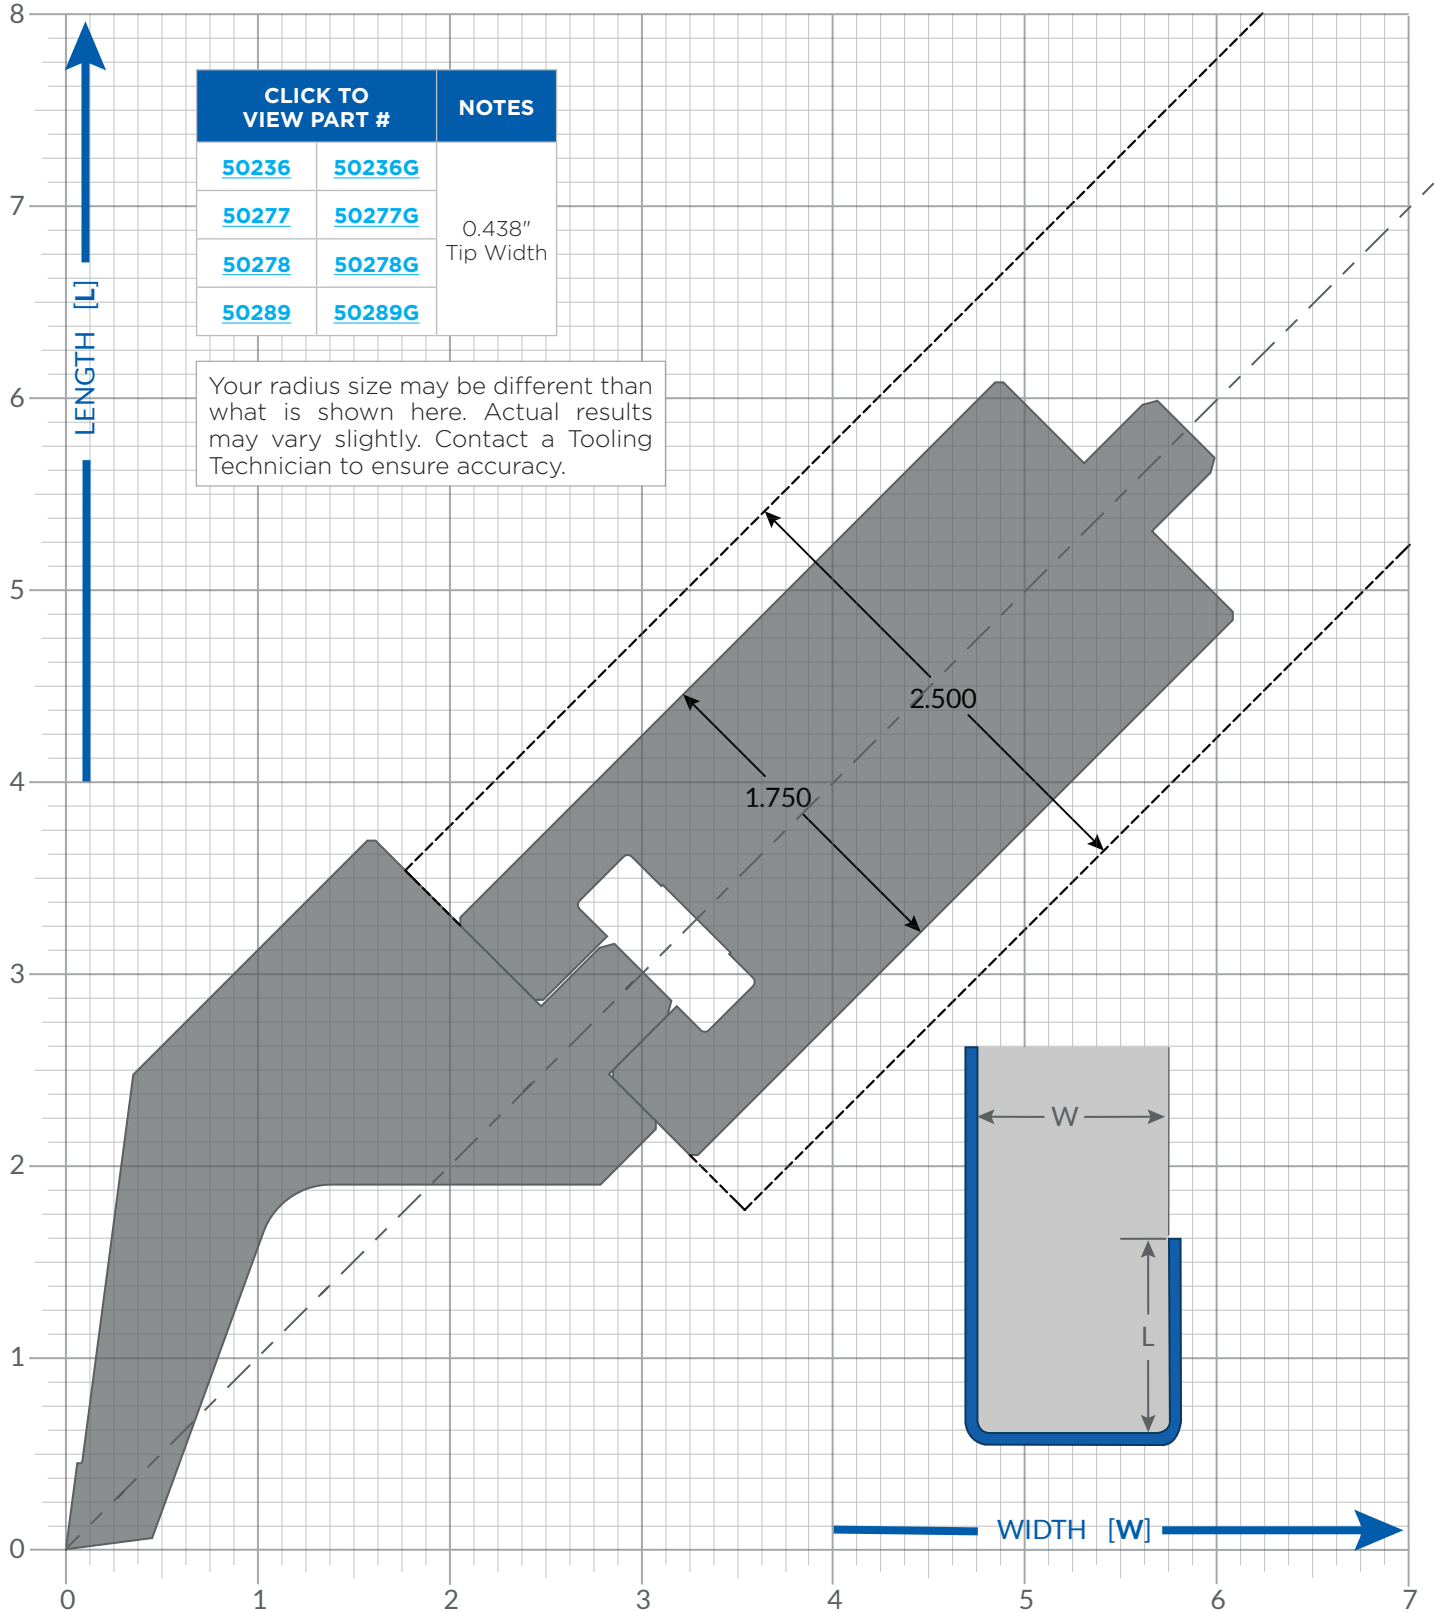 8
7
6
5
4
3
2
1
0
LENGTH [L]
CLICK TO
VIEW PART #
NOTES
50236 50236G
50277 50277G
50278 50278G
50289 50289G
0.438"
Tip Width
Your radius size may be different than
what is shown here. Actual results
may vary slightly. Contact a Tooling
Technician to ensure accuracy.
2.500
1.750
W
L
WIDTH [W]
0 1 2 3 4 5 6 7